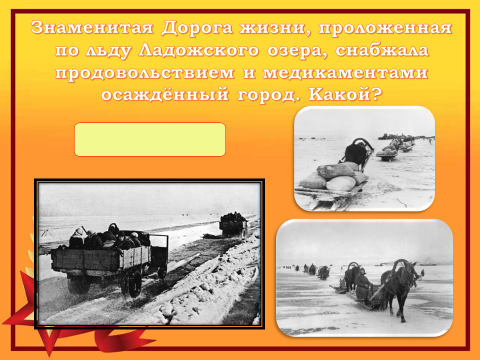 Знаменитая Дорога жизни, проложенная
по льду Ладожского озера, снабжала
продовольствием и медикаментами
осаждённый город. Какой?